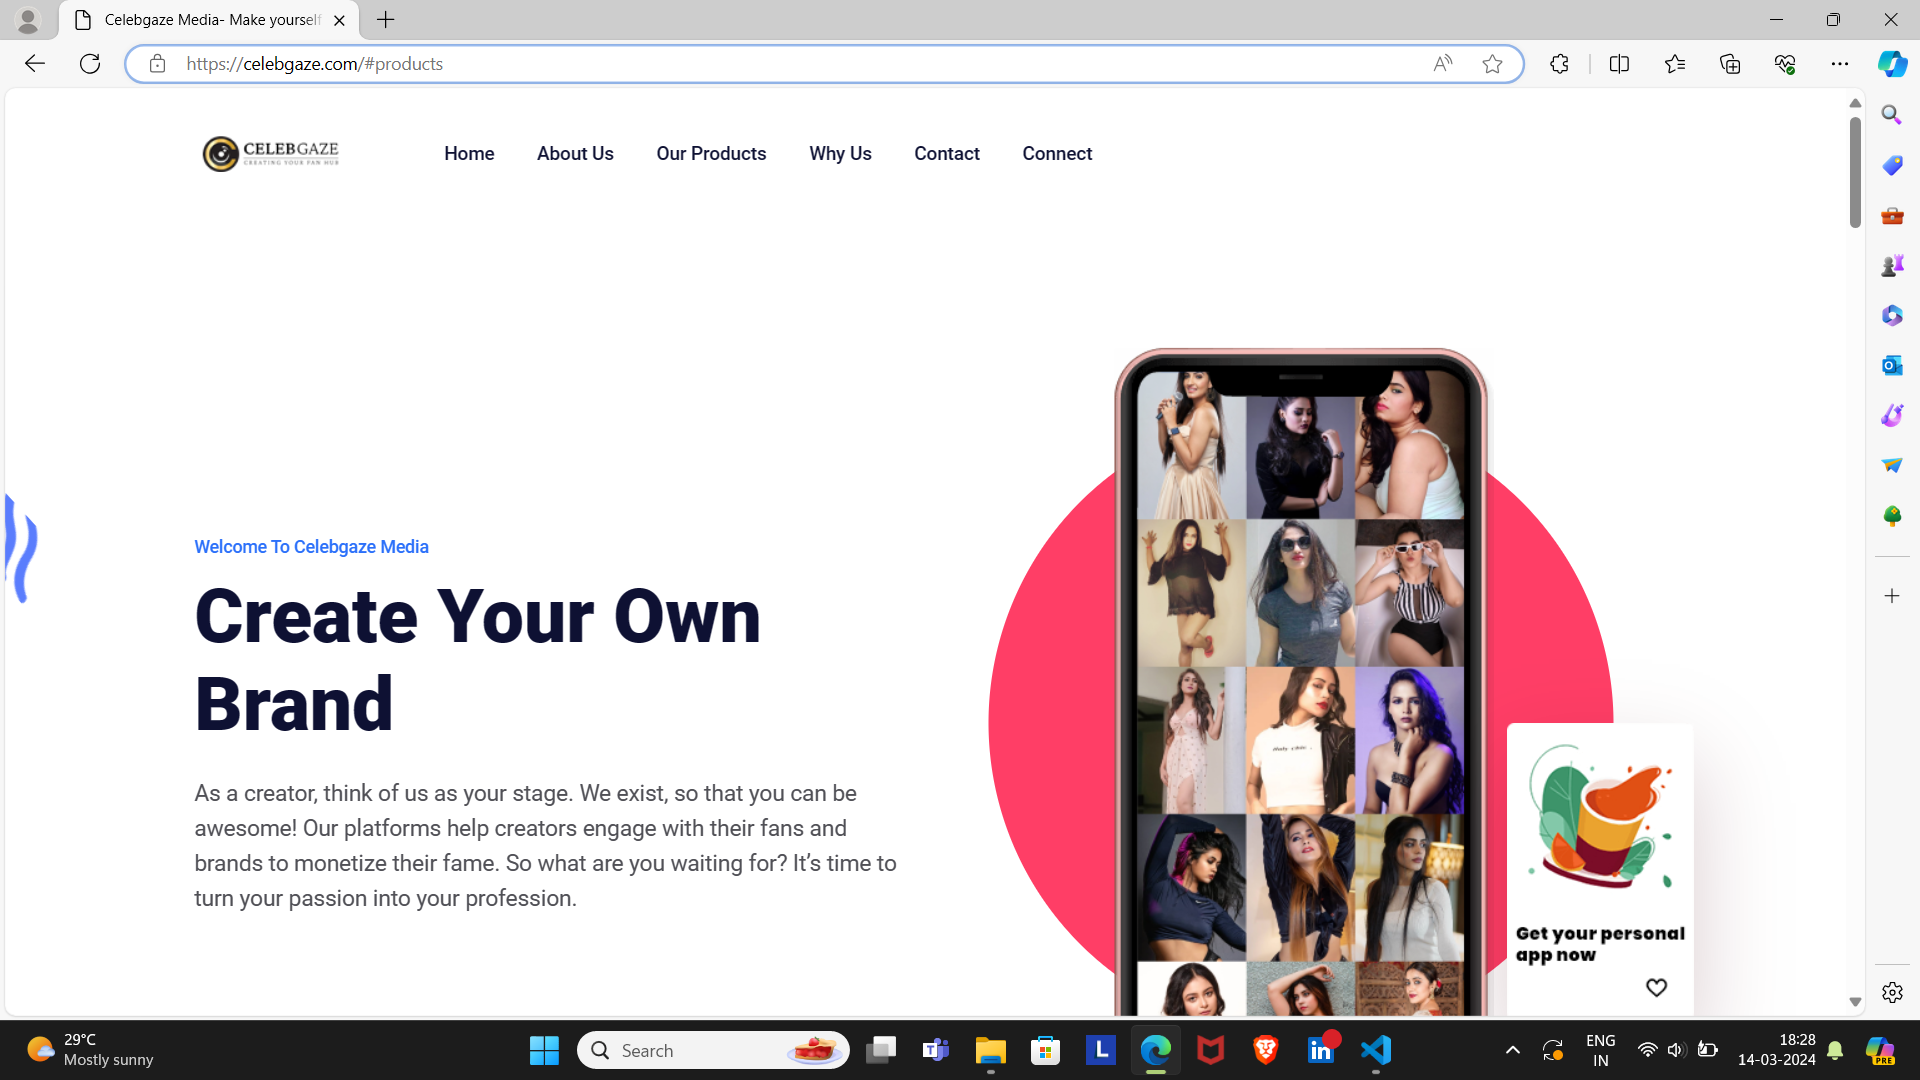 Celebgaze Media- Make yourself
https://celebgaze.com/#products
CELEBGAZE
CREATING YOUR FAN HUB
Home
About Us
Our Products
Why Us
Contact
Connect
Welcome To Celebgaze Media
Create Your Own
Brand
As a creator, think of us as your stage. We exist, so that you can be
awesome! Our platforms help creators engage with their fans and
brands to monetize their fame. So what are you waiting for? It’s time to
turn your passion into your profession.
Get your personal
app now
29°C
Mostly sunny
Search
ENG
IN
18:28
14-03-2024
PRE